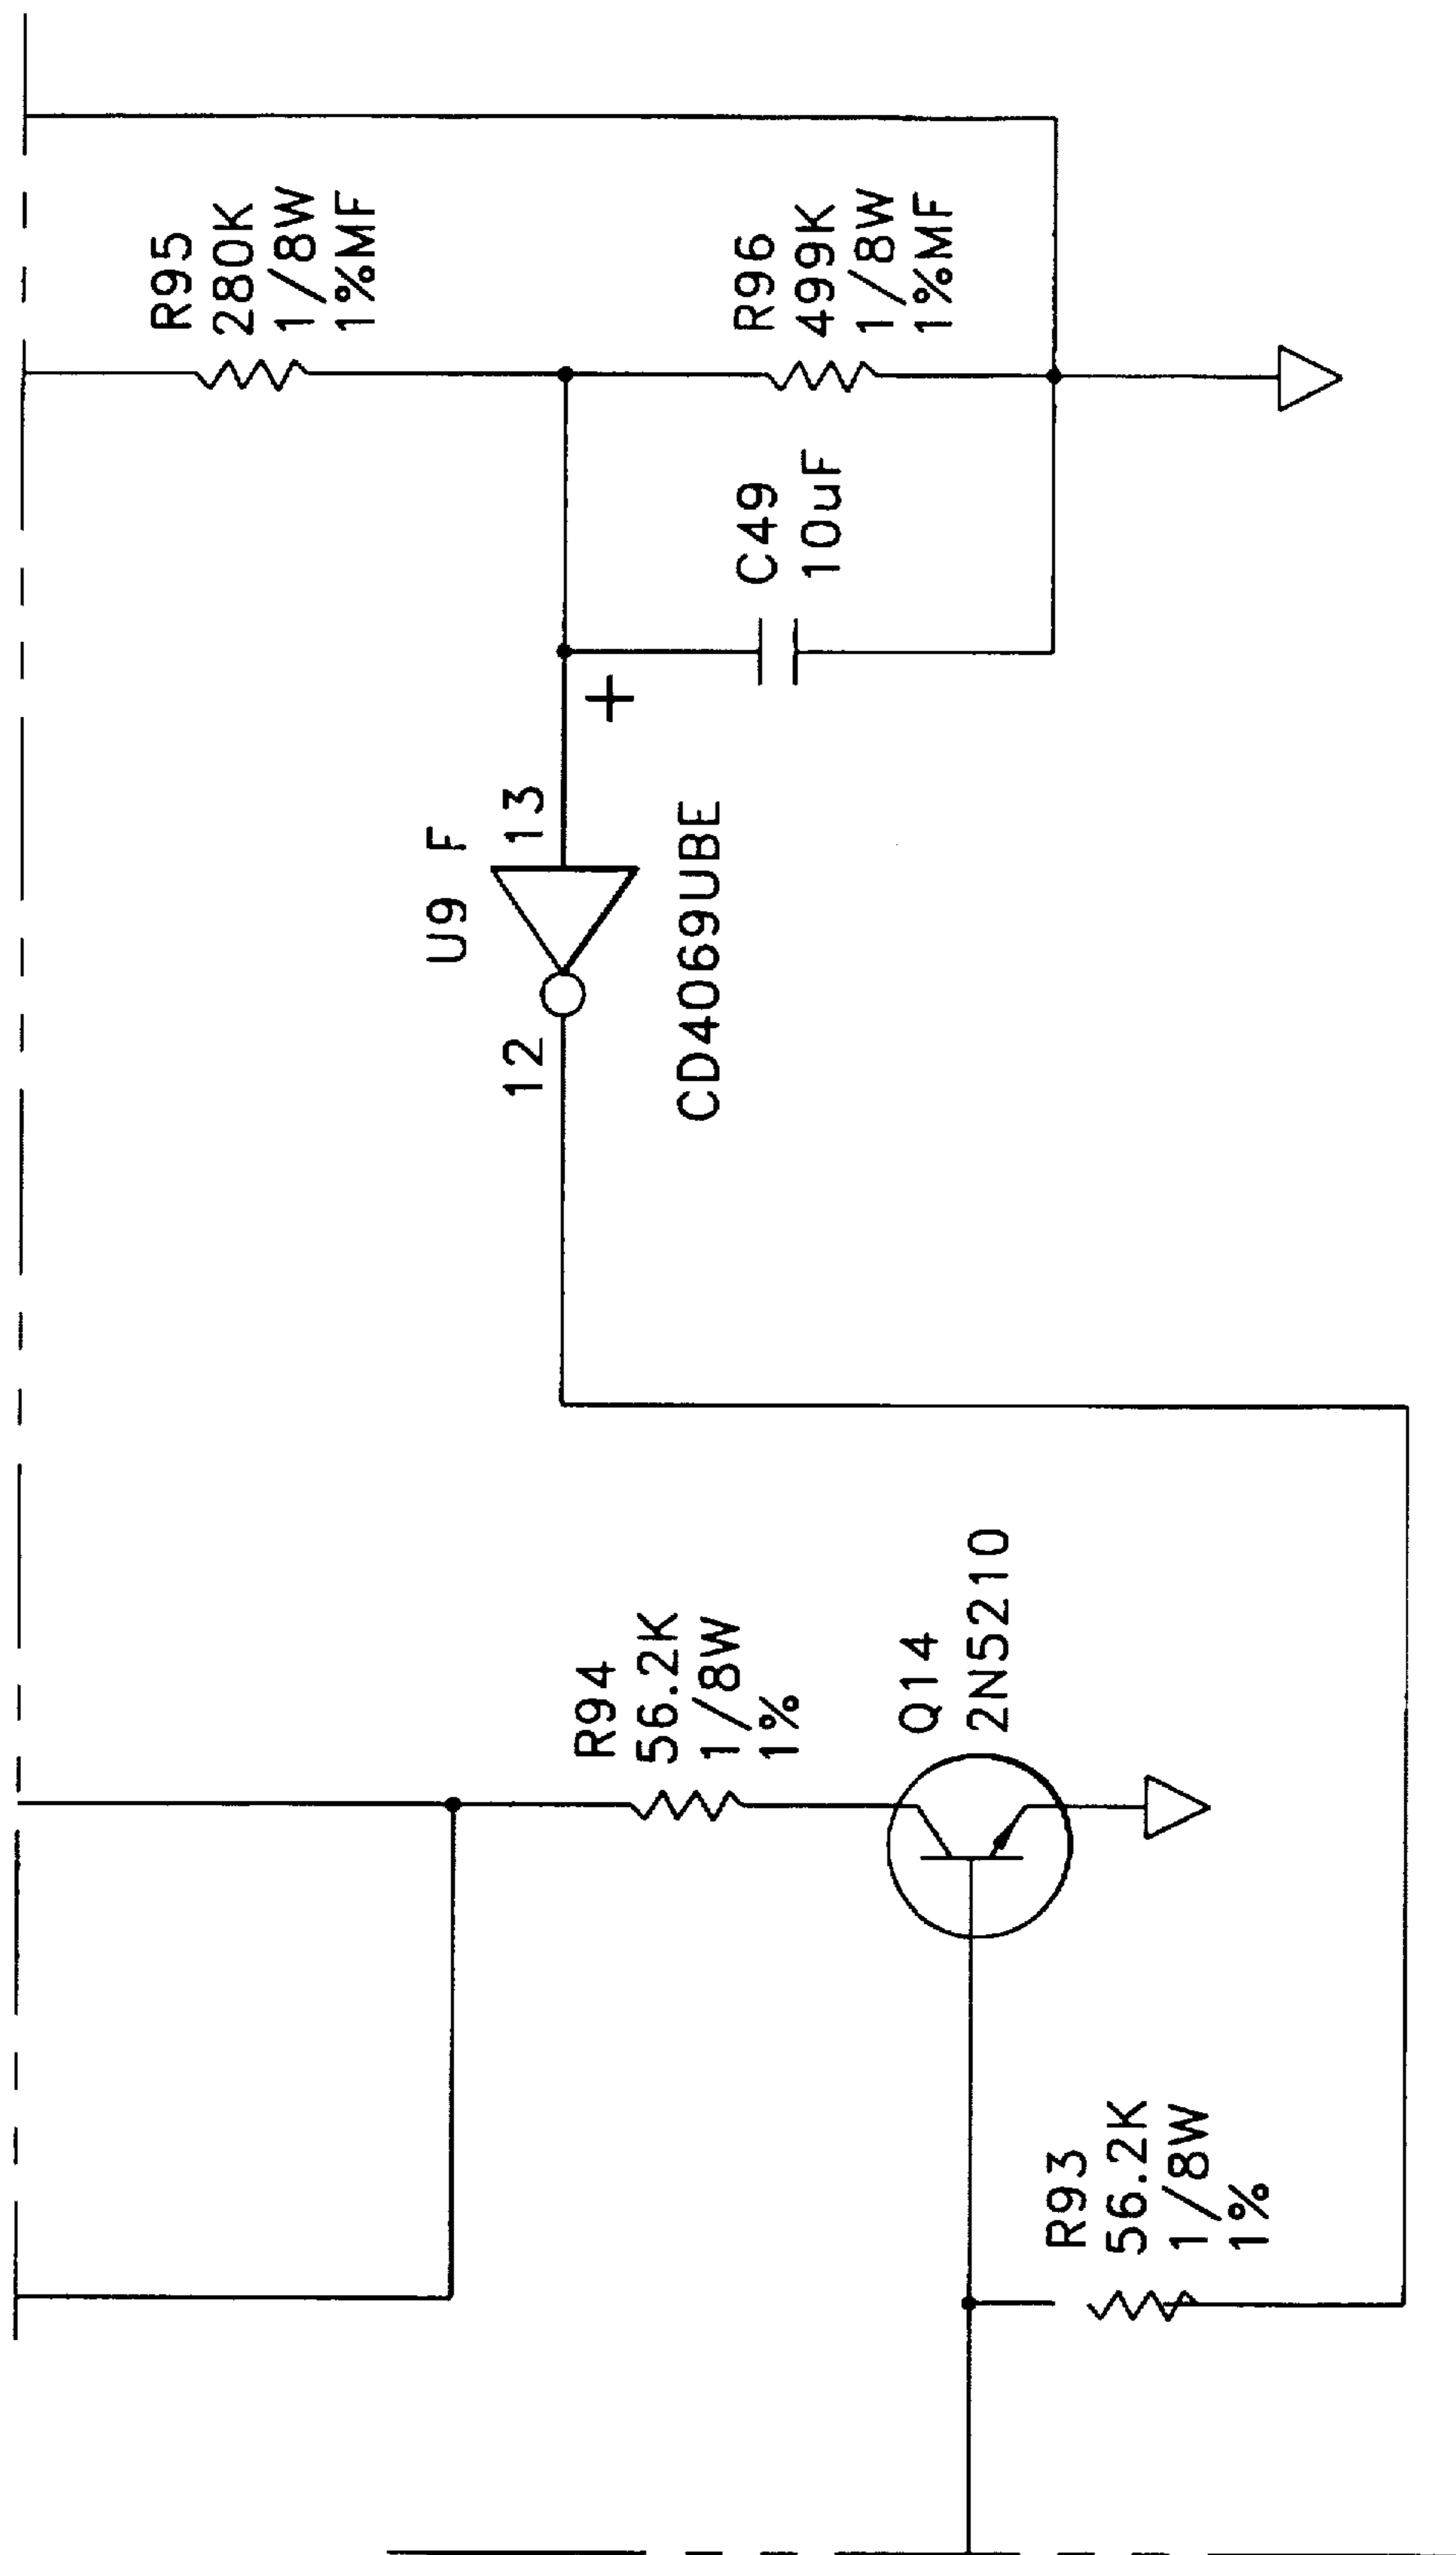 R95
280K
1/8W
1%MF
R96
499K
1/8W
1%MF
C49
10uF
+
U9 F
13
12
CD4069UBE
R94
56.2K
1/8W
1%
Q14
2N5210
R93
56.2K
1/8W
1%